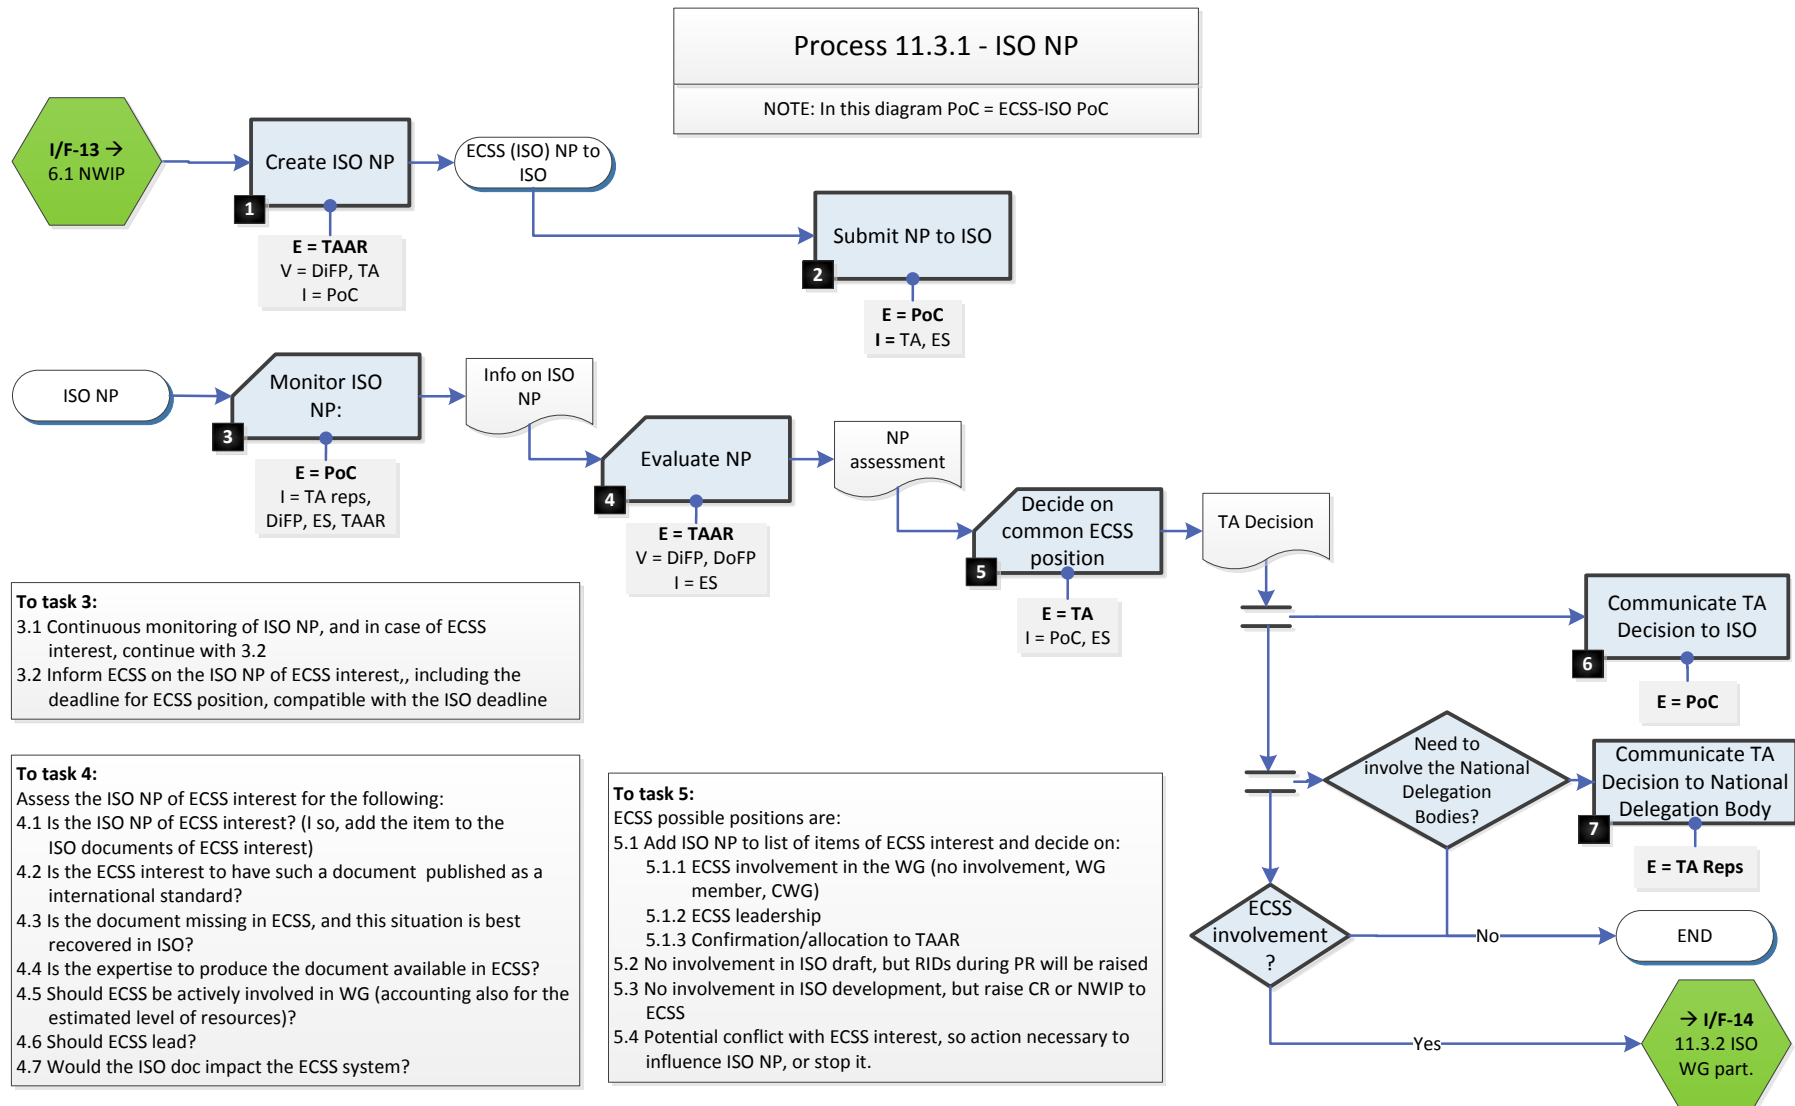 Process 11.3.1 - ISO NP
NOTE: In this diagram PoC = ECSS-ISO PoC
I/F-13 →
6.1 NWIP
Create ISO NP
1
E = TAAR
V = DiFP, TA
I = PoC
ECSS (ISO) NP to
ISO
Submit NP to ISO
2
E = PoC
I = TA, ES
ISO NP
Monitor ISO
NP:
3
E = PoC
I = TA reps,
DiFP, ES, TAAR
Info on ISO
NP
Evaluate NP
4
E = TAAR
V = DiFP, DoFP
I = ES
NP
assessment
Decide on
common ECSS
position
5
E = TA
I = PoC, ES
TA Decision
Communicate TA
Decision to ISO
6
E = PoC
Need to
involve the National
Delegation
Bodies?
Communicate TA
Decision to National
Delegation Body
7
E = TA Reps
ECSS
involvement
?
No
END
Yes
→ I/F-14
11.3.2 ISO
WG part.
To task 3:
3.1 Continuous monitoring of ISO NP, and in case of ECSS
interest, continue with 3.2
3.2 Inform ECSS on the ISO NP of ECSS interest,, including the
deadline for ECSS position, compatible with the ISO deadline
To task 4:
Assess the ISO NP of ECSS interest for the following:
4.1 Is the ISO NP of ECSS interest? (I so, add the item to the
ISO documents of ECSS interest)
4.2 Is the ECSS interest to have such a document published as a
international standard?
4.3 Is the document missing in ECSS, and this situation is best
recovered in ISO?
4.4 Is the expertise to produce the document available in ECSS?
4.5 Should ECSS be actively involved in WG (accounting also for the
estimated level of resources)?
4.6 Should ECSS lead?
4.7 Would the ISO doc impact the ECSS system?
To task 5:
ECSS possible positions are:
5.1 Add ISO NP to list of items of ECSS interest and decide on:
5.1.1 ECSS involvement in the WG (no involvement, WG
member, CWG)
5.1.2 ECSS leadership
5.1.3 Confirmation/allocation to TAAR
5.2 No involvement in ISO draft, but RIDs during PR will be raised
5.3 No involvement in ISO development, but raise CR or NWIP to
ECSS
5.4 Potential conflict with ECSS interest, so action necessary to
influence ISO NP, or stop it.